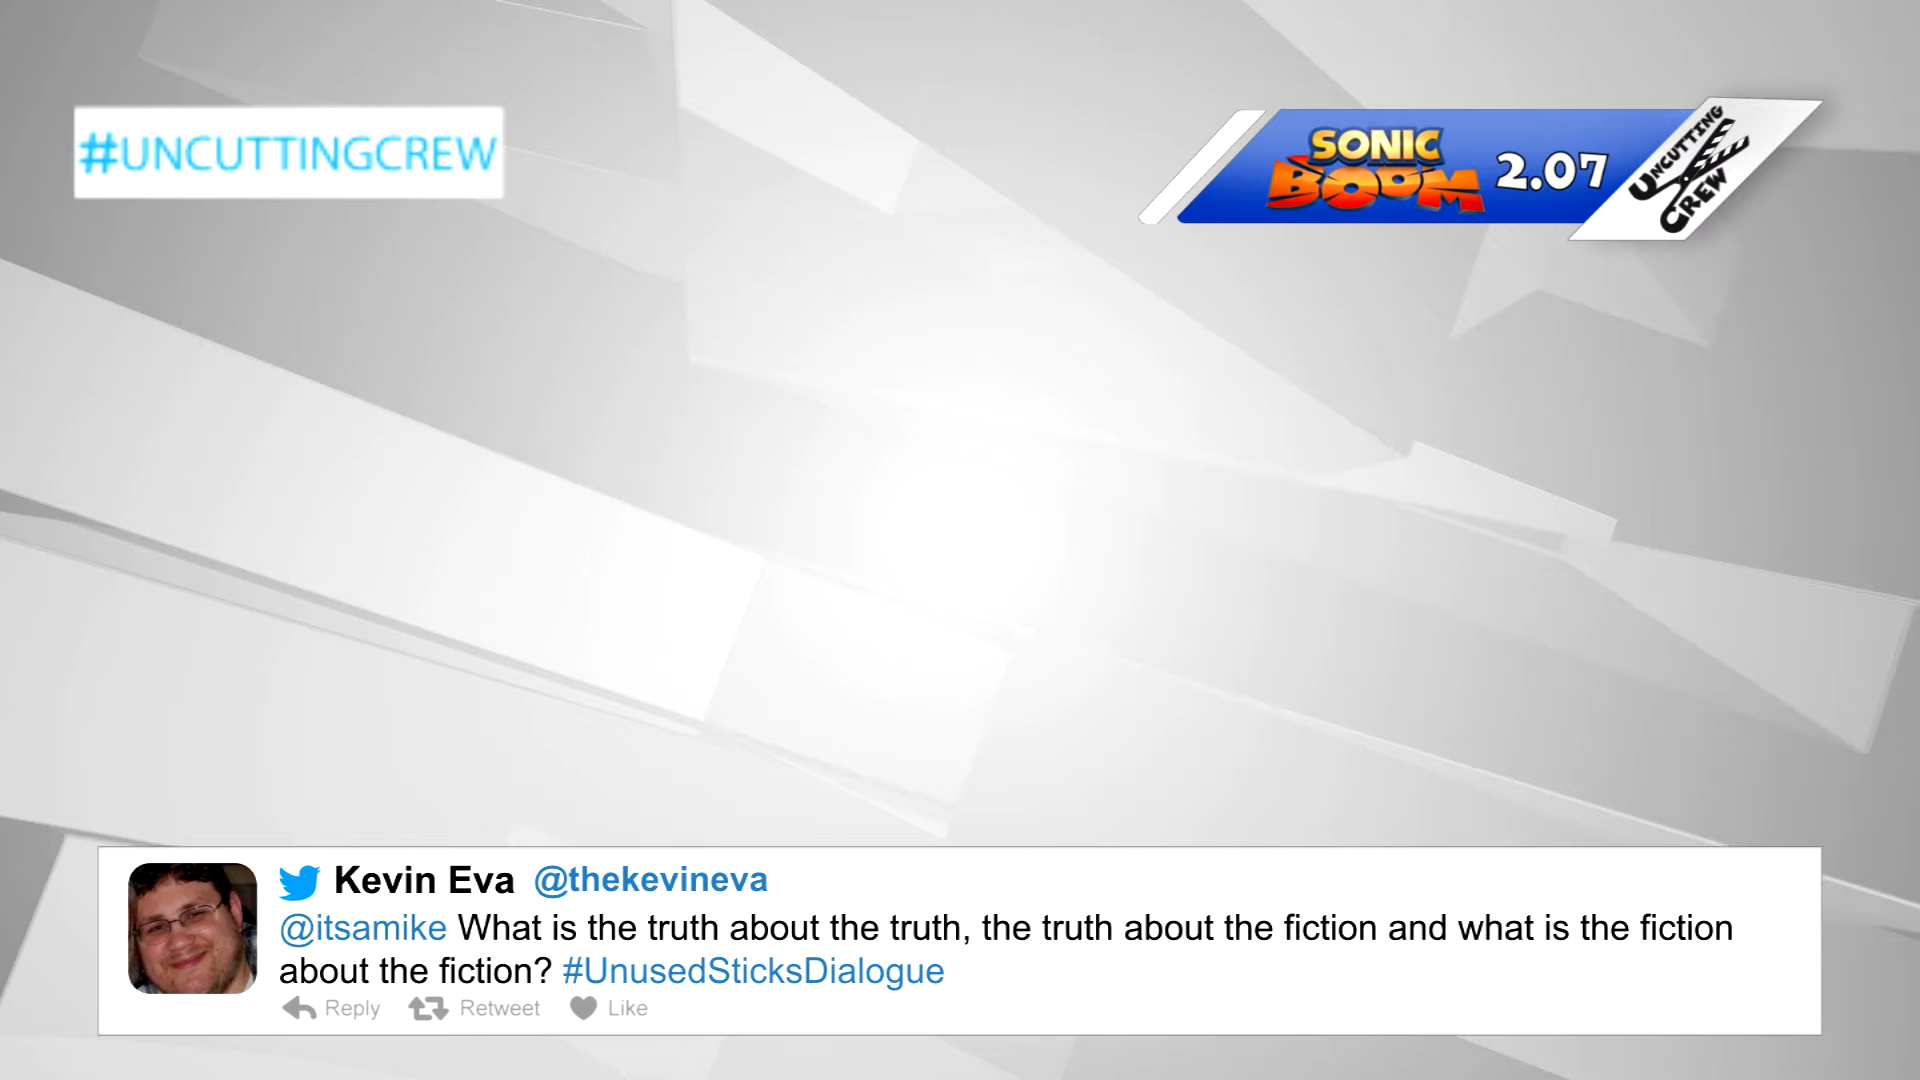 #UNCUTTINGCREW
SONIC
BOOM
2.07
UNCUTTING
CREW
Kevin Eva @thekevineva
@itsamike What is the truth about the truth, the truth about the fiction and what is the fiction
about the fiction? #UnusedSticksDialogue
Reply Retweet Like